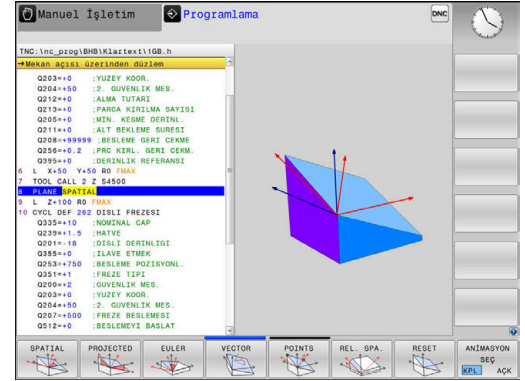 Manuel İşletim
Programlama
DNC
TNC:\nc_prog\BHB\Klartext\1GB.h
→Mekan açısı üzerinden düzlem
Q203=+0 ;YUZEY KOOR.
Q204=+50 ;2. GUVENLIK MES.
Q212=+0 ;ALMA TUTARI
Q213=+0 ;PARCA KIRILMA SAYISI
Q205=+0 ;MIN. KESME DERINL.
Q211=+0 ;ALT BEKLEME SURESI
Q208=+99999 ;BESLEME GERI CEKME
Q256=+0.2 ;PRC KIRL. GERI CEKM.
Q395=+0 ;DERINLIK REFERANSI
6 L X+50 Y+50 R0 FMAX
7 TOOL CALL 2 Z S4500
8 PLANE SPATIAL
9 L Z+100 R0 FMAX
10 CYCL DEF 262 DISLI FREZESI
Q335=+10 ;NOMINAL CAP
Q239=+1.5 ;HATVE
Q201=-18 ;DISLI DERINLIGI
Q355=+0 ;ILAVE ETMEK
Q253=+750 ;BESLEME POZISYONL.
Q351=+1 ;FREZE TIPI
Q200=+2 ;GUVENLIK MES.
Q203=+0 ;YUZEY KOOR.
Q204=+50 ;2. GUVENLIK MES.
Q207=+500 ;FREZE BESLEMESI
Q512=+0 ;BESLEMEYI BASLAT
SPATIAL
PROJECTED
EULER
VECTOR
POINTS
REL. SPA.
RESET
ANİMASYON
SEÇ
KPL AÇK